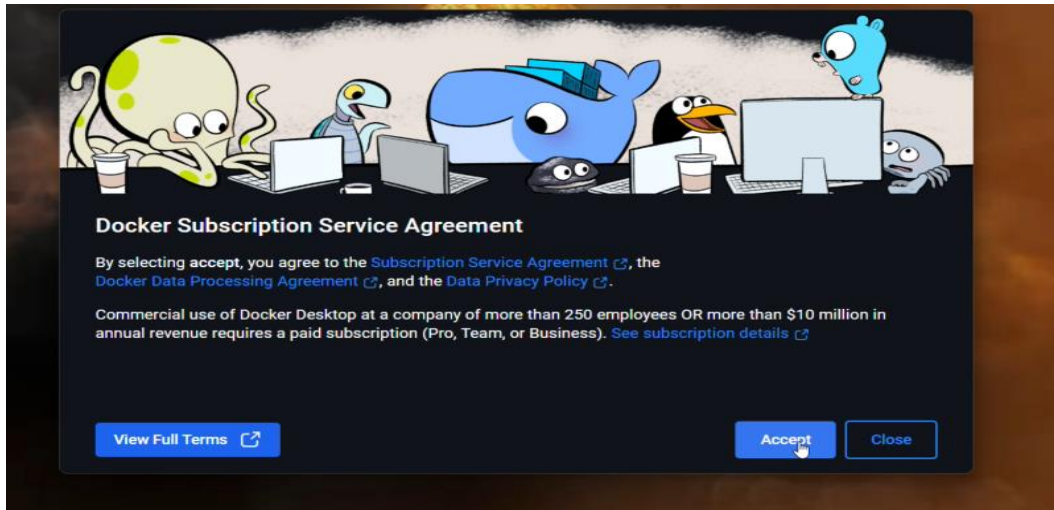 Docker Subscription Service Agreement
By selecting accept, you agree to the Subscription Service Agreement, the
Docker Data Processing Agreement, and the Data Privacy Policy.
Commercial use of Docker Desktop at a company of more than 250 employees OR more than $10 million in
annual revenue requires a paid subscription (Pro, Team, or Business). See subscription details
View Full Terms
Accept
Close